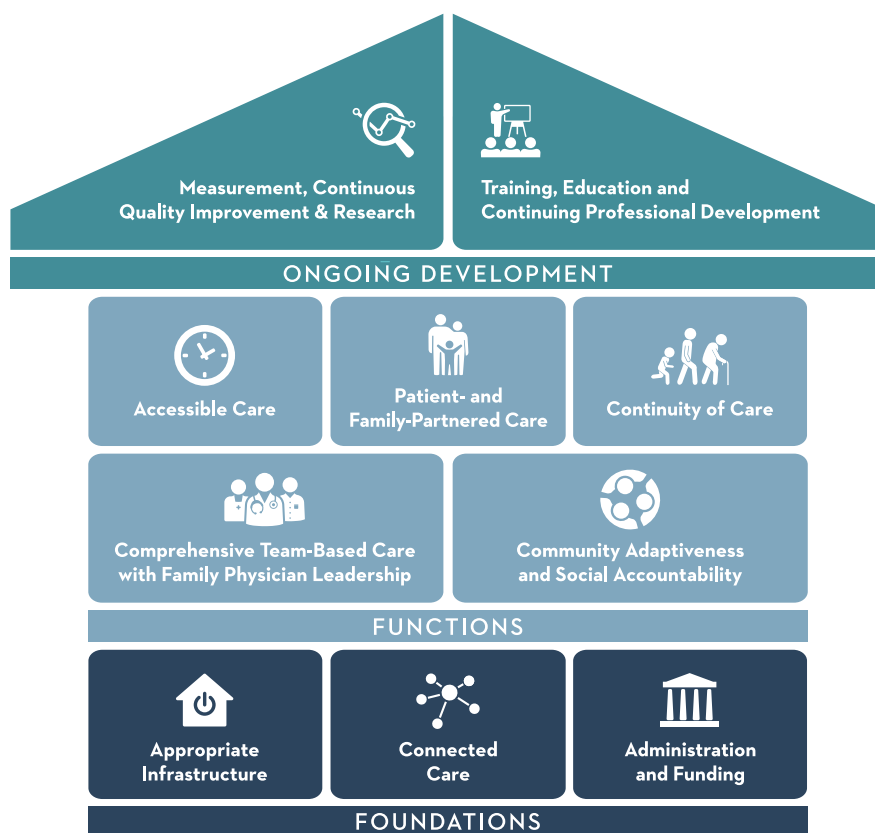 Measurement, Continuous
Quality Improvement & Research
Training, Education and
Continuing Professional Development
ONGOING DEVELOPMENT
Accessible Care
Patient- and
Family-Partnered Care
Continuity of Care
Comprehensive Team-Based Care
with Family Physician Leadership
Community Adaptiveness
and Social Accountability
FUNCTIONS
Appropriate
Infrastructure
Connected
Care
Administration
and Funding
FOUNDATIONS